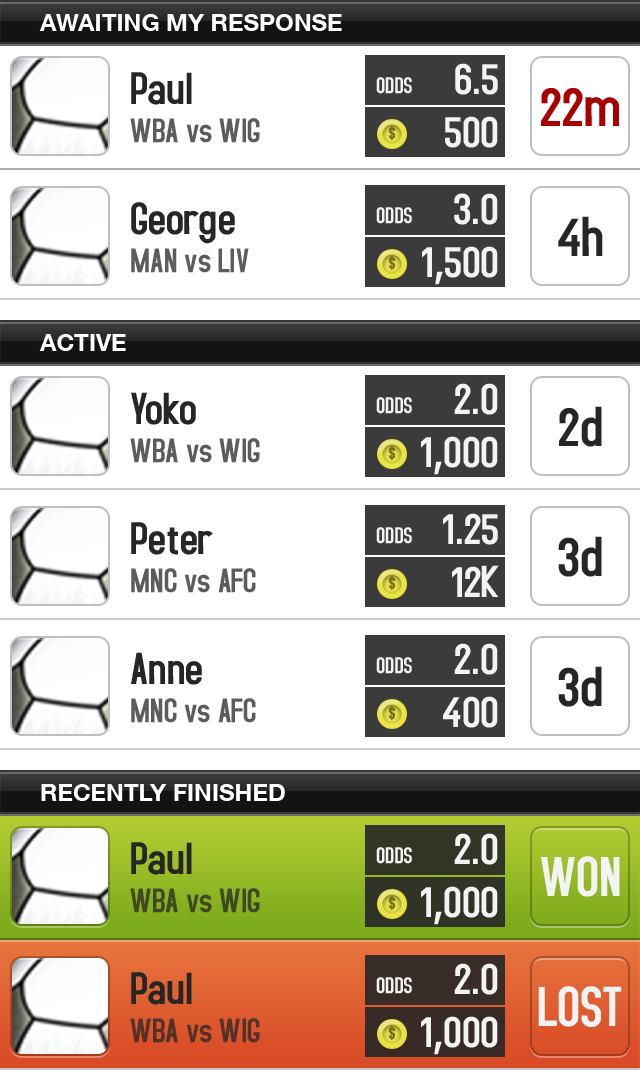 AWAITING MY RESPONSE
Paul
WBA vs WIG
ODDS 6.5
$ 500
22m
George
MAN vs LIV
ODDS 3.0
$ 1,500
4h
ACTIVE
Yoko
WBA vs WIG
ODDS 2.0
$ 1,000
2d
Peter
MNC vs AFC
ODDS 1.25
$ 12K
3d
Anne
MNC vs AFC
ODDS 2.0
$ 400
3d
RECENTLY FINISHED
Paul
WBA vs WIG
ODDS 2.0
$ 1,000
WON
Paul
WBA vs WIG
ODDS 2.0
$ 1,000
LOST